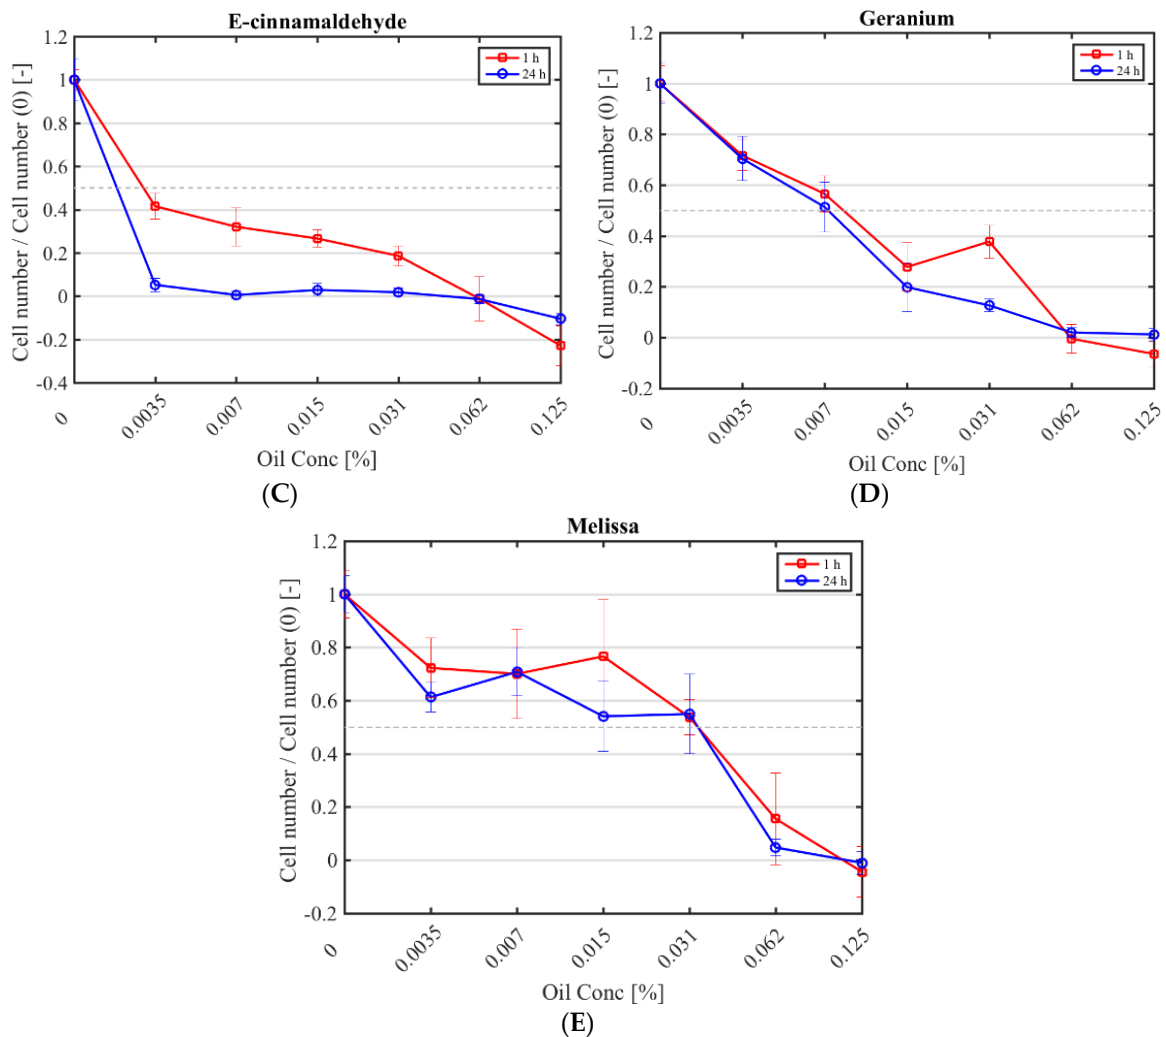 E-cinnamaldehyde
Cell number / Cell number (0) [-]
1.2
1
0.8
0.6
0.4
0.2
0
-0.2
-0.4
1 h
24 h
0
0.0035
0.007
0.015
0.031
0.062
0.125
Oil Conc [%]
(C)
Geranium
Cell number / Cell number (0) [-]
1.2
1
0.8
0.6
0.4
0.2
0
-0.2
1 h
24 h
0
0.0035
0.007
0.015
0.031
0.062
0.125
Oil Conc [%]
(D)
Melissa
Cell number / Cell number (0) [-]
1.2
1
0.8
0.6
0.4
0.2
0
-0.2
1 h
24 h
0
0.0035
0.007
0.015
0.031
0.062
0.125
Oil Conc [%]
(E)